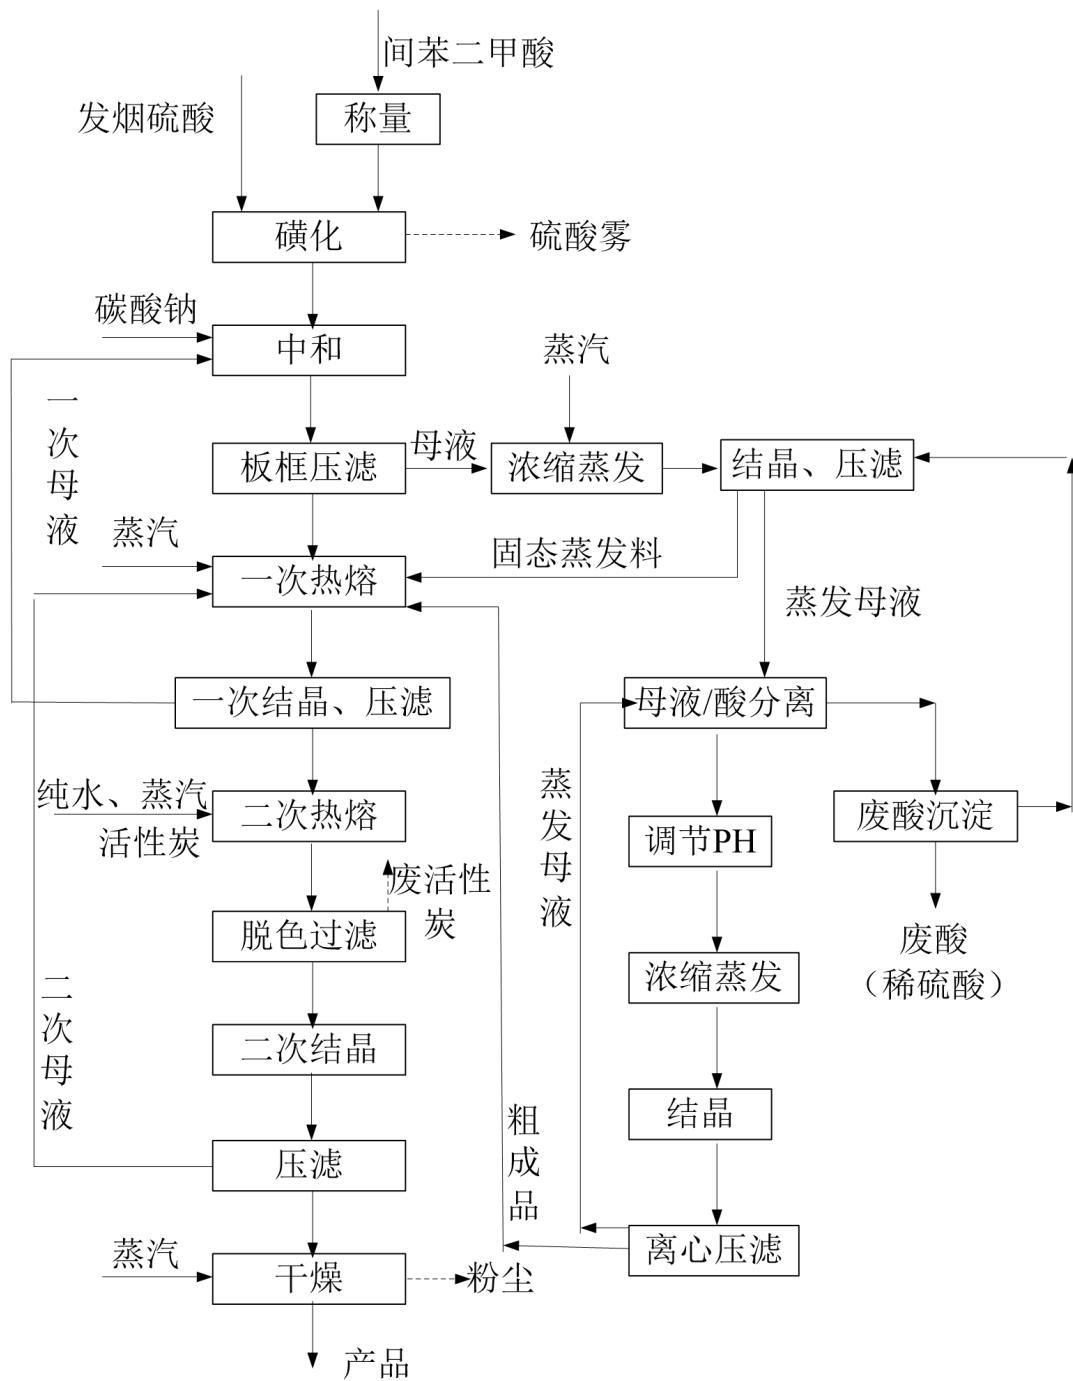 间苯二甲酸
发烟硫酸
称量
磺化
硫酸雾
碳酸钠
中和
蒸汽
一次母液
板框压滤
母液
浓缩蒸发
结晶、压滤
蒸汽
固态蒸发料
一次热熔
蒸发母液
一次结晶、压滤
母液/酸分离
纯水、蒸汽
活性炭
二次热熔
蒸发母液
调节PH
废酸沉淀
废活性
炭
脱色过滤
废酸
（稀硫酸）
浓缩蒸发
二次母液
二次结晶
结晶
粗成品
压滤
离心压滤
蒸汽
干燥
粉尘
产品